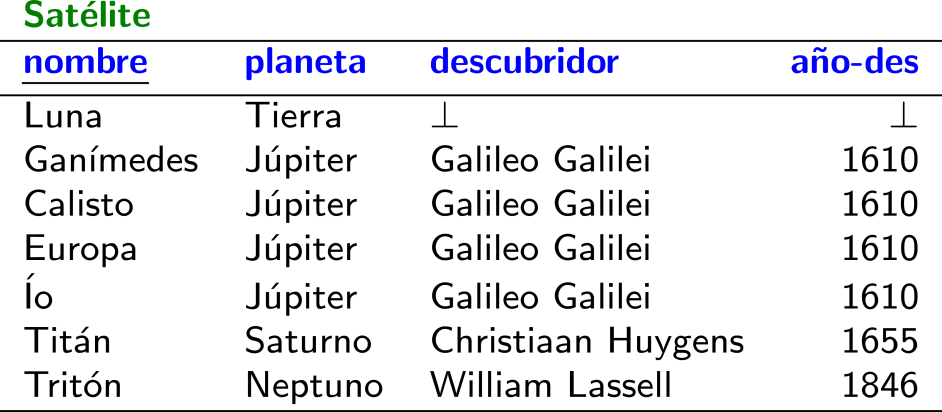 Satélite
nombre planeta descubridor año-des
Luna Tierra ⊥ ⊥
Ganímedes Júpiter Galileo Galilei 1610
Calisto Júpiter Galileo Galilei 1610
Europa Júpiter Galileo Galilei 1610
Ío Júpiter Galileo Galilei 1610
Titán Saturno Christiaan Huygens 1655
Tritón Neptuno William Lassell 1846